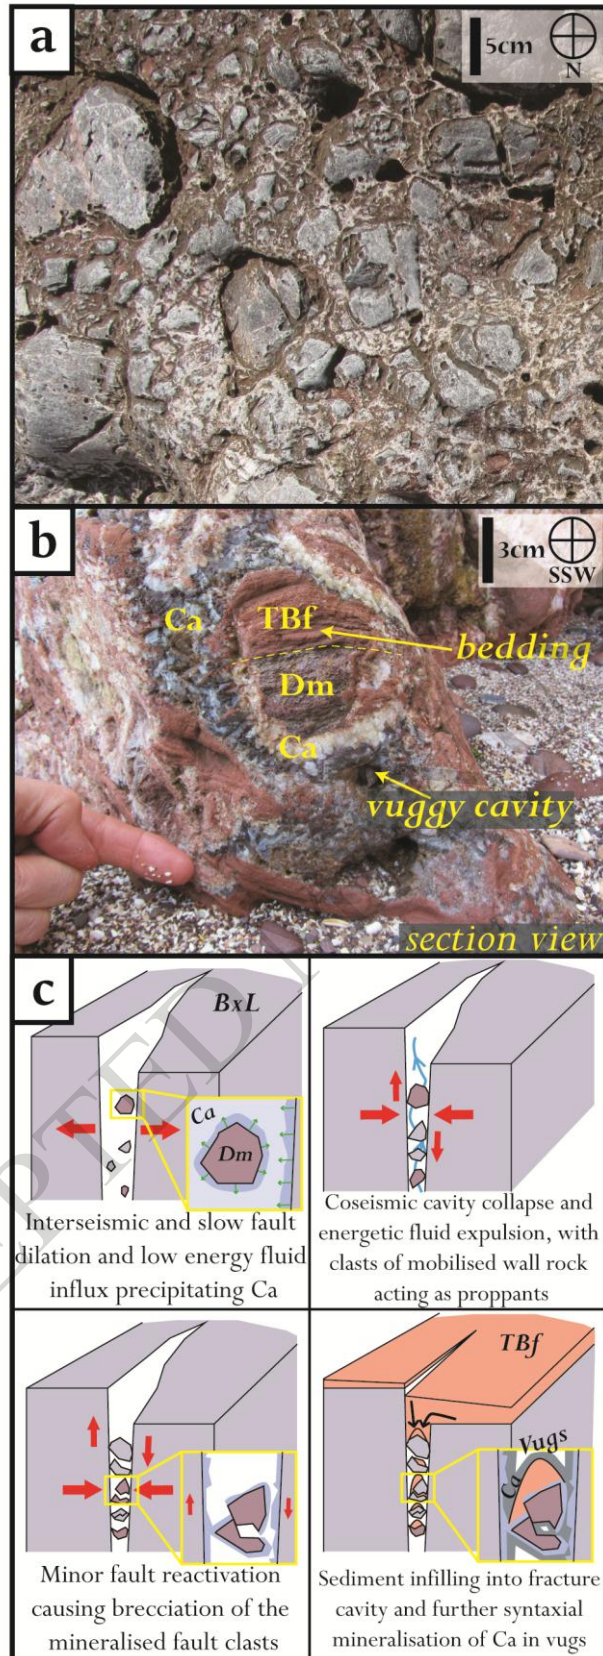 a
5cm
N
b
3cm
SSW
Ca
TBf
bedding
Dm
Ca
vuggy cavity
section view
c
BxL
Ca
Dm
Interseismic and slow fault
dilation and low energy fluid
influx precipitating Ca
Coseismic cavity collapse and
energetic fluid expulsion, with
clasts of mobilised wall rock
acting as proppants
Minor fault reactivation
causing brecciation of the
mineralised fault clasts
TBf
Ca
Vugs
Sediment infilling into fracture
cavity and further syntaxial
mineralisation of Ca in vugs